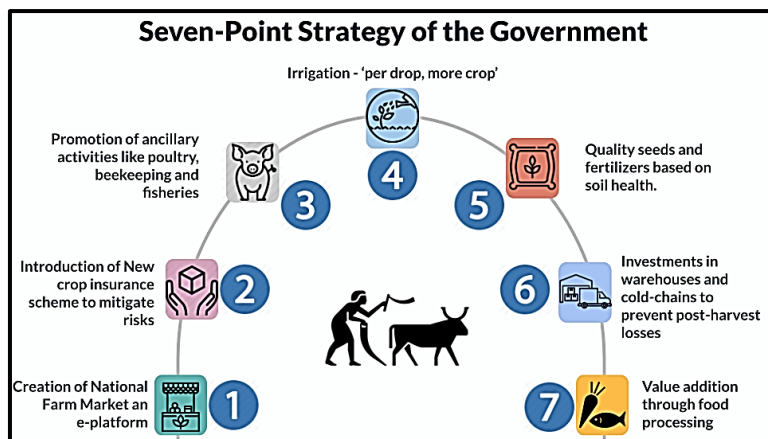 Seven-Point Strategy of the Government
Irrigation - ‘per drop, more crop’
4
Promotion of ancillary
activities like poultry,
beekeeping and
fisheries
3
5
Quality seeds and
fertilizers based on
soil health.
Introduction of New
crop insurance
scheme to mitigate
risks
2
6
Investments in
warehouses and
cold-chains to
prevent post-harvest
losses
Creation of National
Farm Market an
e-platform
1
7
Value addition
through food
processing